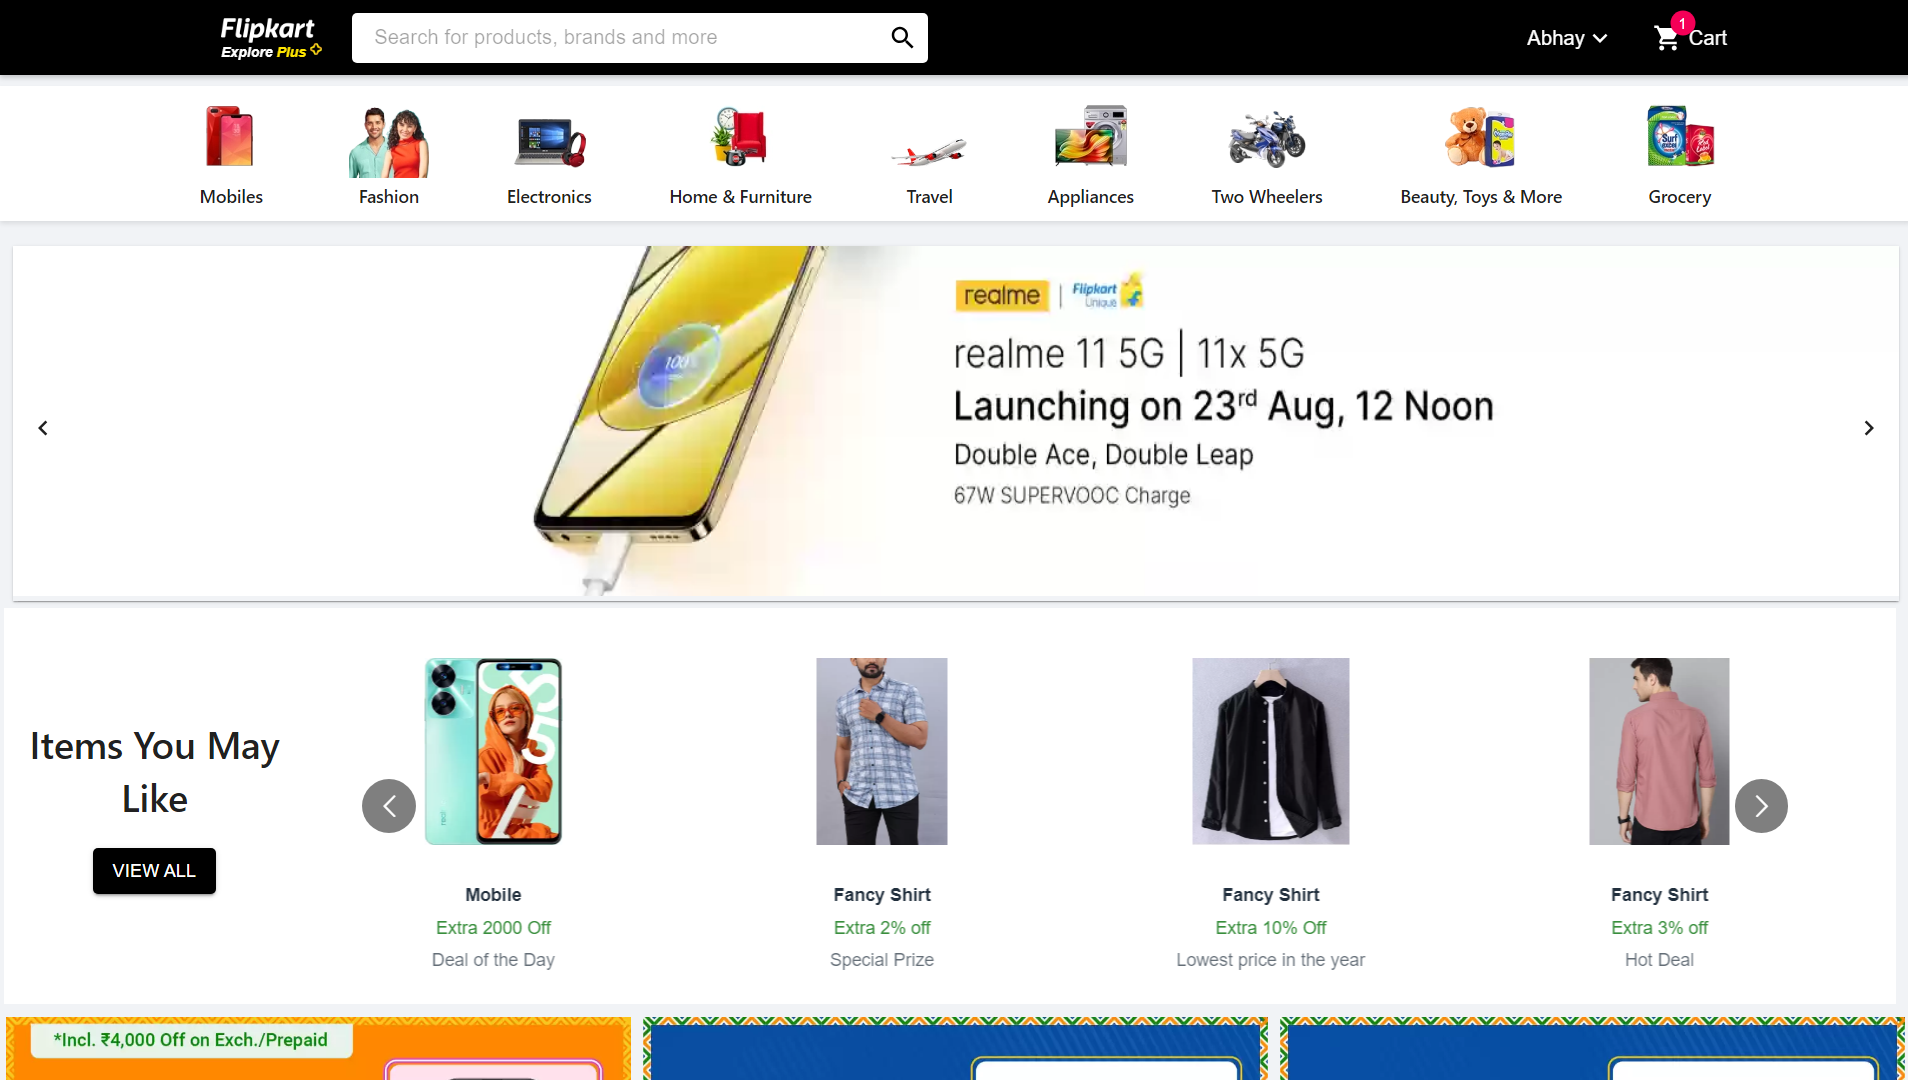 Flipkart
Explore Plus
Search for products, brands and more
Abhay
1
Cart
Mobiles
Fashion
Electronics
Home & Furniture
Travel
Appliances
Two Wheelers
Beauty, Toys & More
Grocery
realme | Flipkart Unique
realme 11 5G | 11x 5G
Launching on 23rd Aug, 12 Noon
Double Ace, Double Leap
67W SUPERVOOC Charge
100%
Items You May
Like
VIEW ALL
Mobile
Extra 2000 Off
Deal of the Day
Fancy Shirt
Extra 2% off
Special Prize
Fancy Shirt
Extra 10% Off
Lowest price in the year
Fancy Shirt
Extra 3% off
Hot Deal
*Incl. ₹4,000 Off on Exch./Prepaid